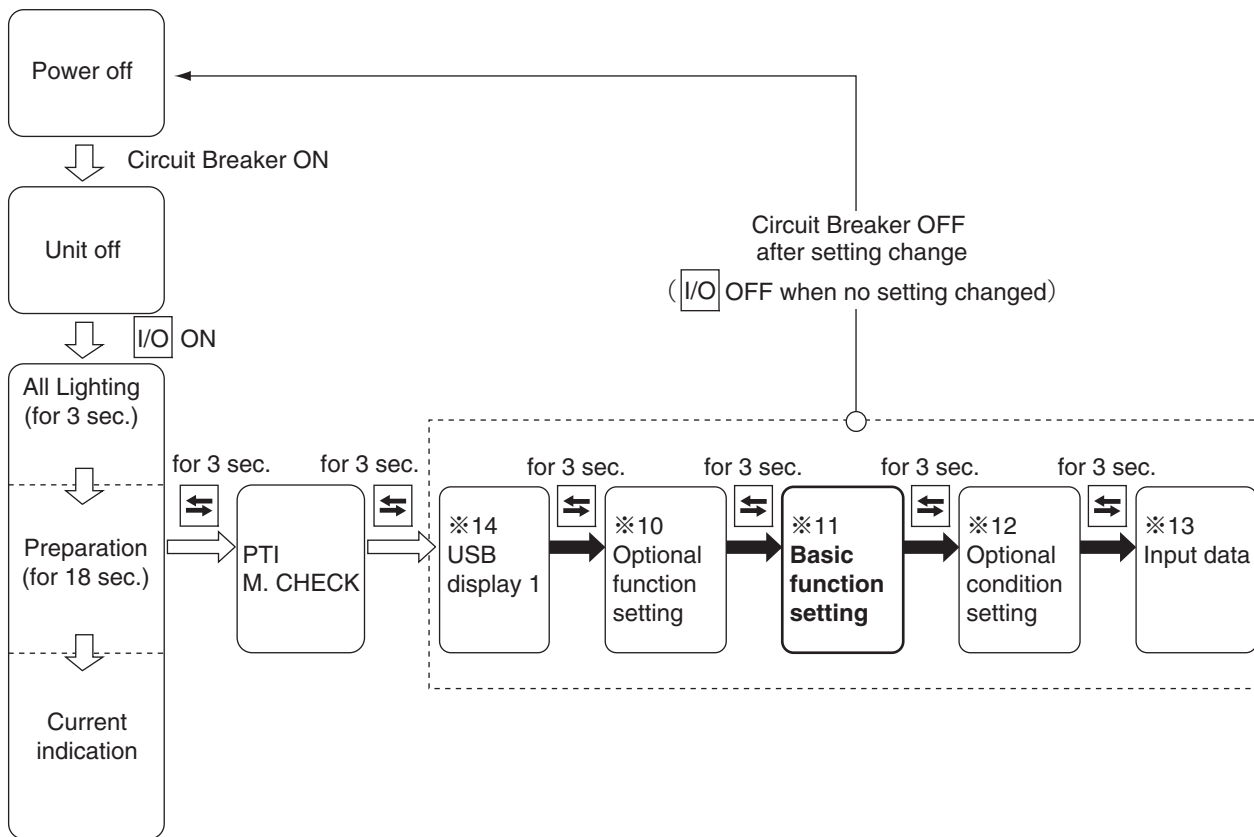 Power off
Circuit Breaker ON
Unit off
Circuit Breaker OFF
after setting change
( I/O OFF when no setting changed)
I/O ON
All Lighting
(for 3 sec.)
for 3 sec.
for 3 sec.
for 3 sec.
for 3 sec.
for 3 sec.
for 3 sec.
Preparation
(for 18 sec.)
PTI
M. CHECK
※14
USB
display 1
※10
Optional
function
setting
※11
Basic
function
setting
※12
Optional
condition
setting
※13
Input data
Current
indication